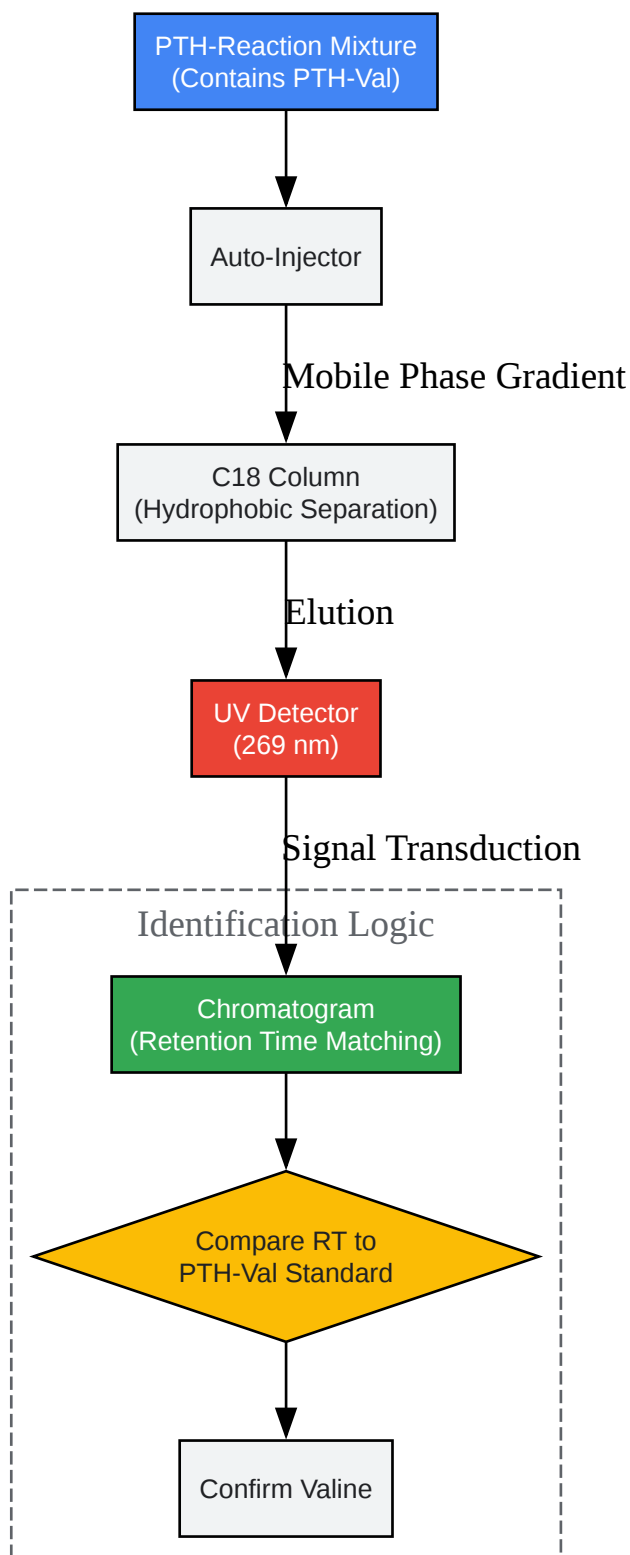 PTH-Reaction Mixture
(Contains PTH-Val)
Auto-Injector
Mobile Phase Gradient
C18 Column
(Hydrophobic Separation)
Elution
UV Detector
(269 nm)
Signal Transduction
Identification Logic
Chromatogram
(Retention Time Matching)
Compare RT to
PTH-Val Standard
Confirm Valine